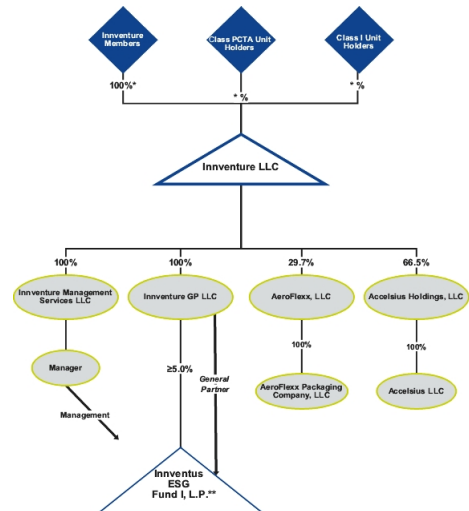 Innventure
Members
Class PCTA Unit
Holders
Class I Unit
Holders
100%*
* %
* %
Innventure LLC
100%
100%
29.7%
66.5%
Innventure Management
Services LLC
Innventure GP LLC
AeroFlexx, LLC
Accelsius Holdings, LLC
Manager
≥5.0%
General
Partner
100%
100%
AeroFlexx Packaging
Company, LLC
Accelsius LLC
Management
Innventus
ESG
Fund I, L.P.**